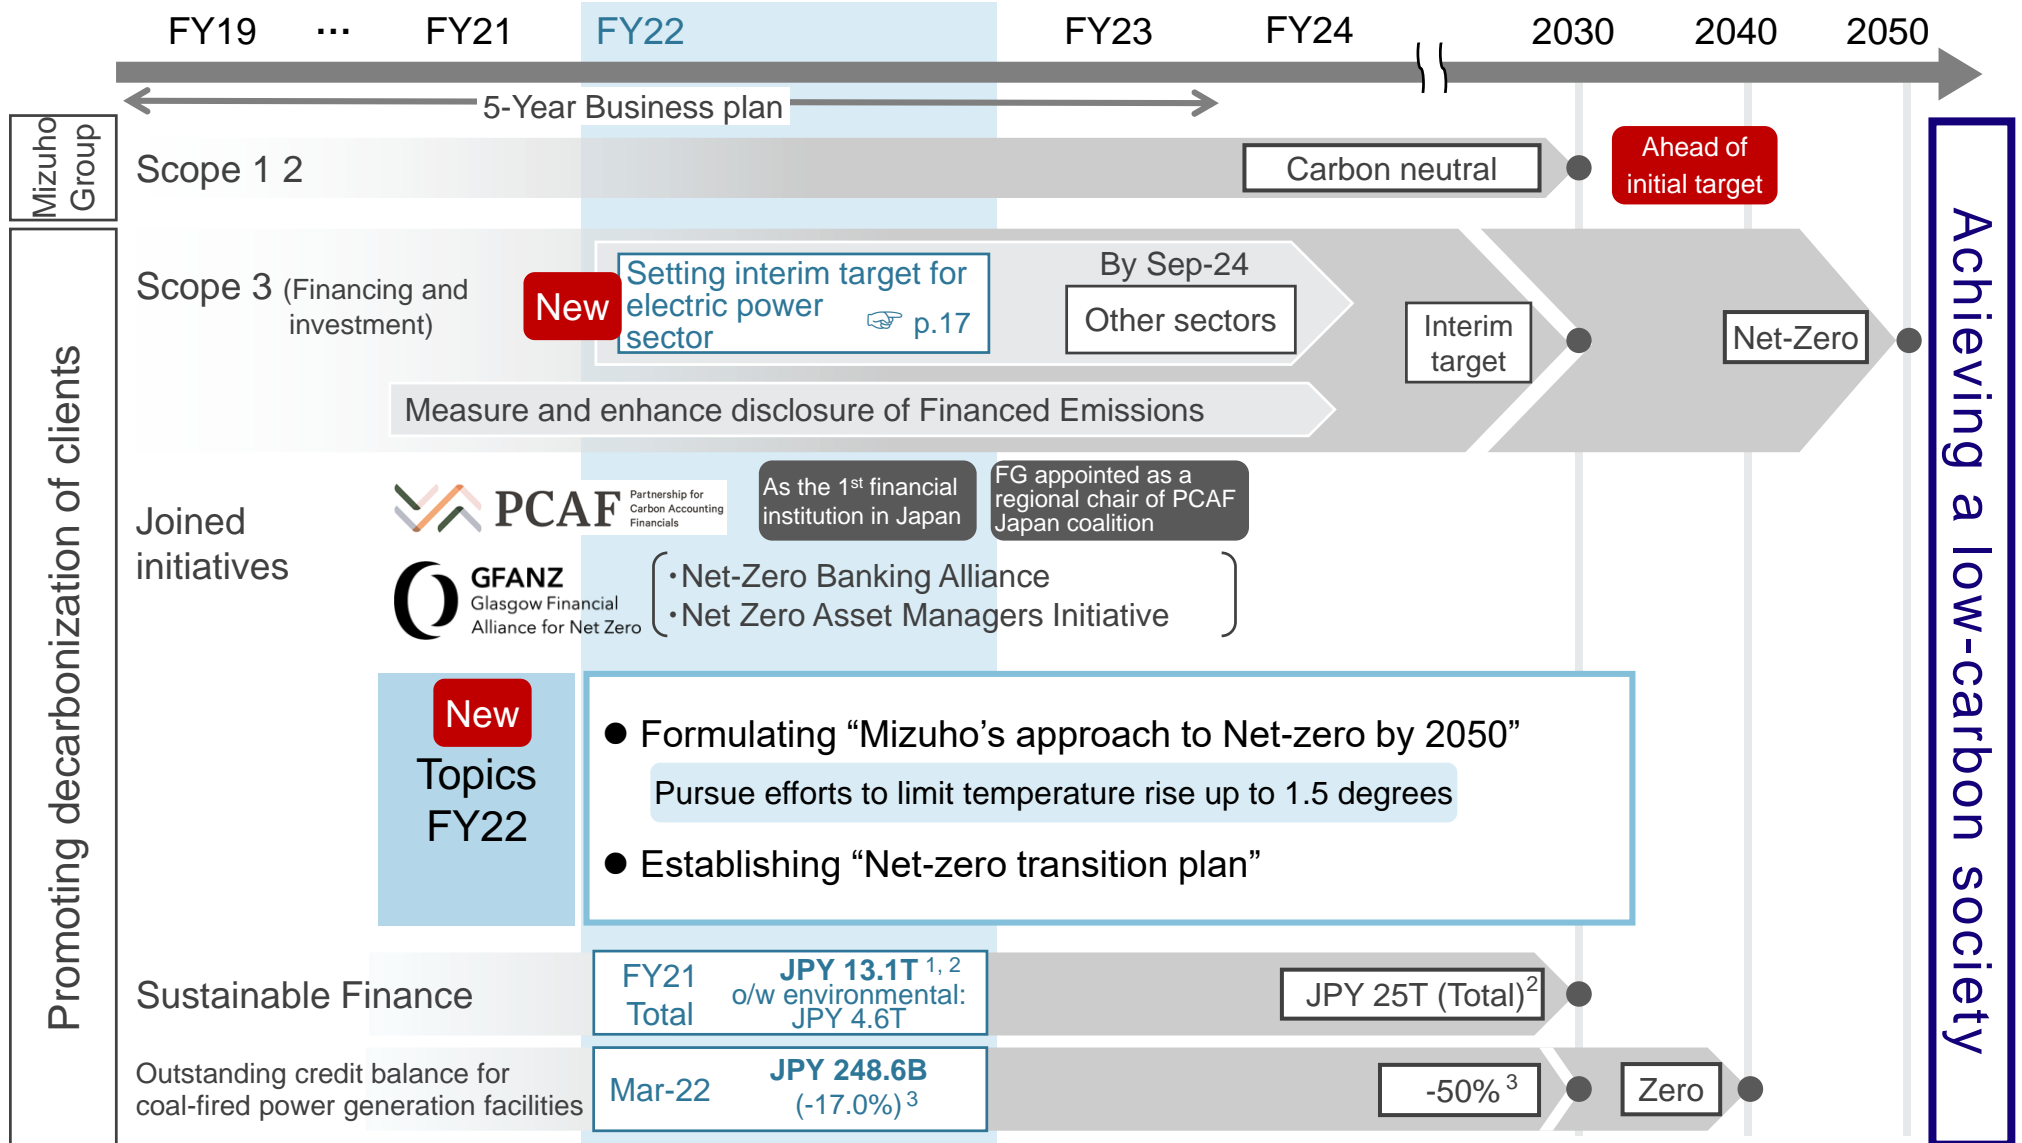 FY19 ... FY21 FY22 FY23 FY24 2030 2040 2050
5-Year Business plan
Mizuho
Group
Scope 1 2
Carbon neutral
Ahead of
initial target
Promoting decarbonization of clients
Scope 3 (Financing and
investment)
New
Setting interim target for
electric power
sector ☞ p.17
By Sep-24
Other sectors
Interim
target
Net-Zero
Measure and enhance disclosure of Financed Emissions
Joined
initiatives
PCAF
Partnership for
Carbon Accounting
Financials
As the 1st financial
institution in Japan
FG appointed as a
regional chair of PCAF
Japan coalition
GFANZ
Glasgow Financial
Alliance for Net Zero
・Net-Zero Banking Alliance
・Net Zero Asset Managers Initiative
New
Topics
FY22
● Formulating “Mizuho’s approach to Net-zero by 2050”
Pursue efforts to limit temperature rise up to 1.5 degrees
● Establishing “Net-zero transition plan”
Sustainable Finance
FY21
Total
JPY 13.1T 1, 2
o/w environmental:
JPY 4.6T
JPY 25T (Total)2
Outstanding credit balance for
coal-fired power generation facilities
Mar-22
JPY 248.6B
(-17.0%) 3
-50% 3
Zero
Achieving a low-carbon society